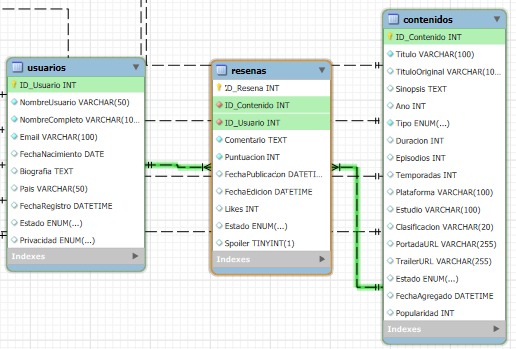 usuarios
ID_Usuario INT
NombreUsuario VARCHAR(50)
NombreCompleto VARCHAR(10...
Email VARCHAR(100)
FechaNacimiento DATE
Biografia TEXT
Pais VARCHAR(50)
FechaRegistro DATETIME
Estado ENUM(...)
Privacidad ENUM(...)
Indexes
resenas
ID_Resena INT
ID_Contenido INT
ID_Usuario INT
Comentario TEXT
Puntuacion INT
FechaPublicacion DATETI...
FechaEdicion DATETIME
Likes INT
Estado ENUM(...)
Spoiler TINYINT(1)
Indexes
contenidos
ID_Contenido INT
Titulo VARCHAR(100)
TituloOriginal VARCHAR(10...
Sinopsis TEXT
Ano INT
Tipo ENUM(...)
Duracion INT
Episodios INT
Temporadas INT
Plataforma VARCHAR(100)
Estudio VARCHAR(100)
Clasificacion VARCHAR(20)
PortadaURL VARCHAR(255)
TrailerURL VARCHAR(255)
Estado ENUM(...)
FechaAgregado DATETIME
Popularidad INT
Indexes